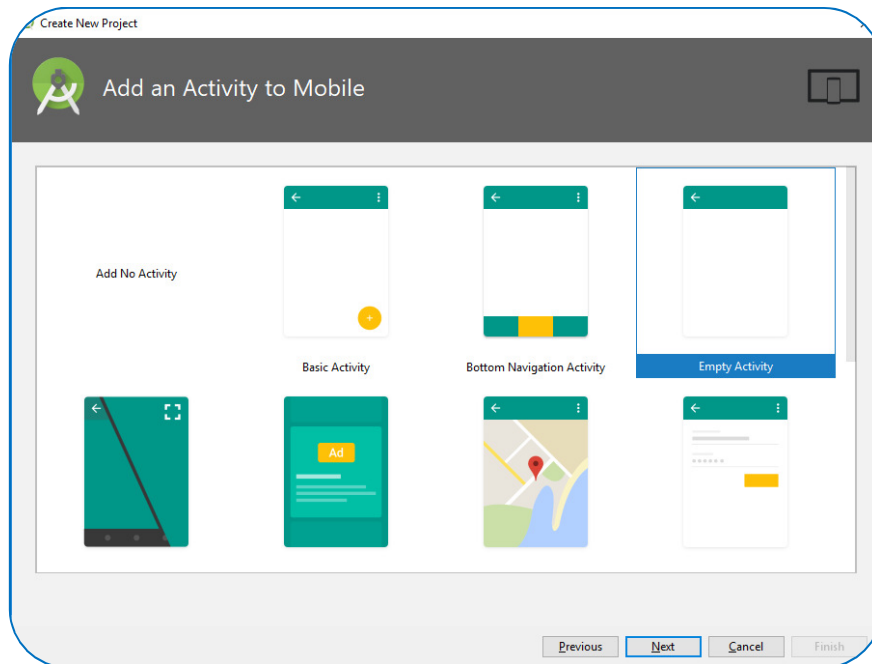 Create New Project
Add an Activity to Mobile
Add No Activity
Basic Activity
Bottom Navigation Activity
Empty Activity
Ad
Previous
Next
Cancel
Finish